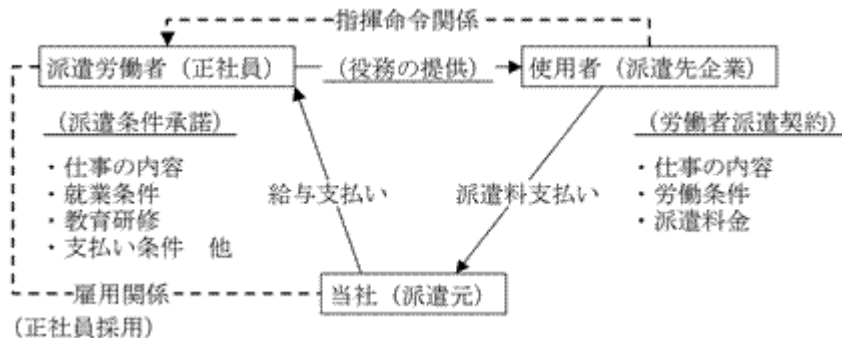 指揮命令関係
派遣労働者（正社員）
（役務の提供）
使用者（派遣先企業）
（派遣条件承諾）
・仕事の内容
・就業条件
・教育研修
・支払い条件　他
給与支払い
派遣料支払い
（労働者派遣契約）
・仕事の内容
・労働条件
・派遣料金
雇用関係
（正社員採用）
当社（派遣元）